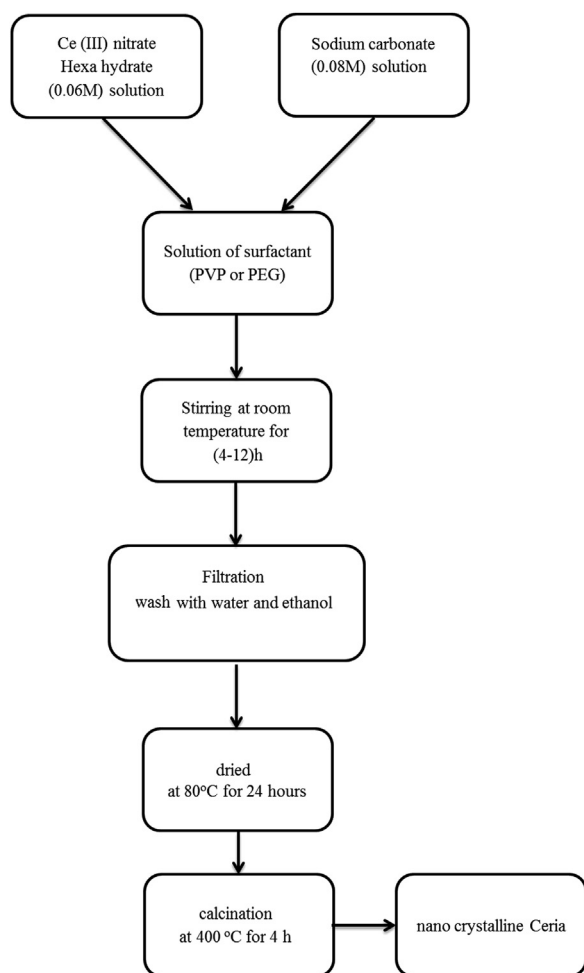 Ce (III) nitrate
Hexa hydrate
(0.06M) solution
Sodium carbonate
(0.08M) solution
Solution of surfactant
(PVP or PEG)
Stirring at room
temperature for
(4-12)h
Filtration
wash with water and ethanol
dried
at 80°C for 24 hours
calcination
at 400 °C for 4 h
nano crystalline Ceria